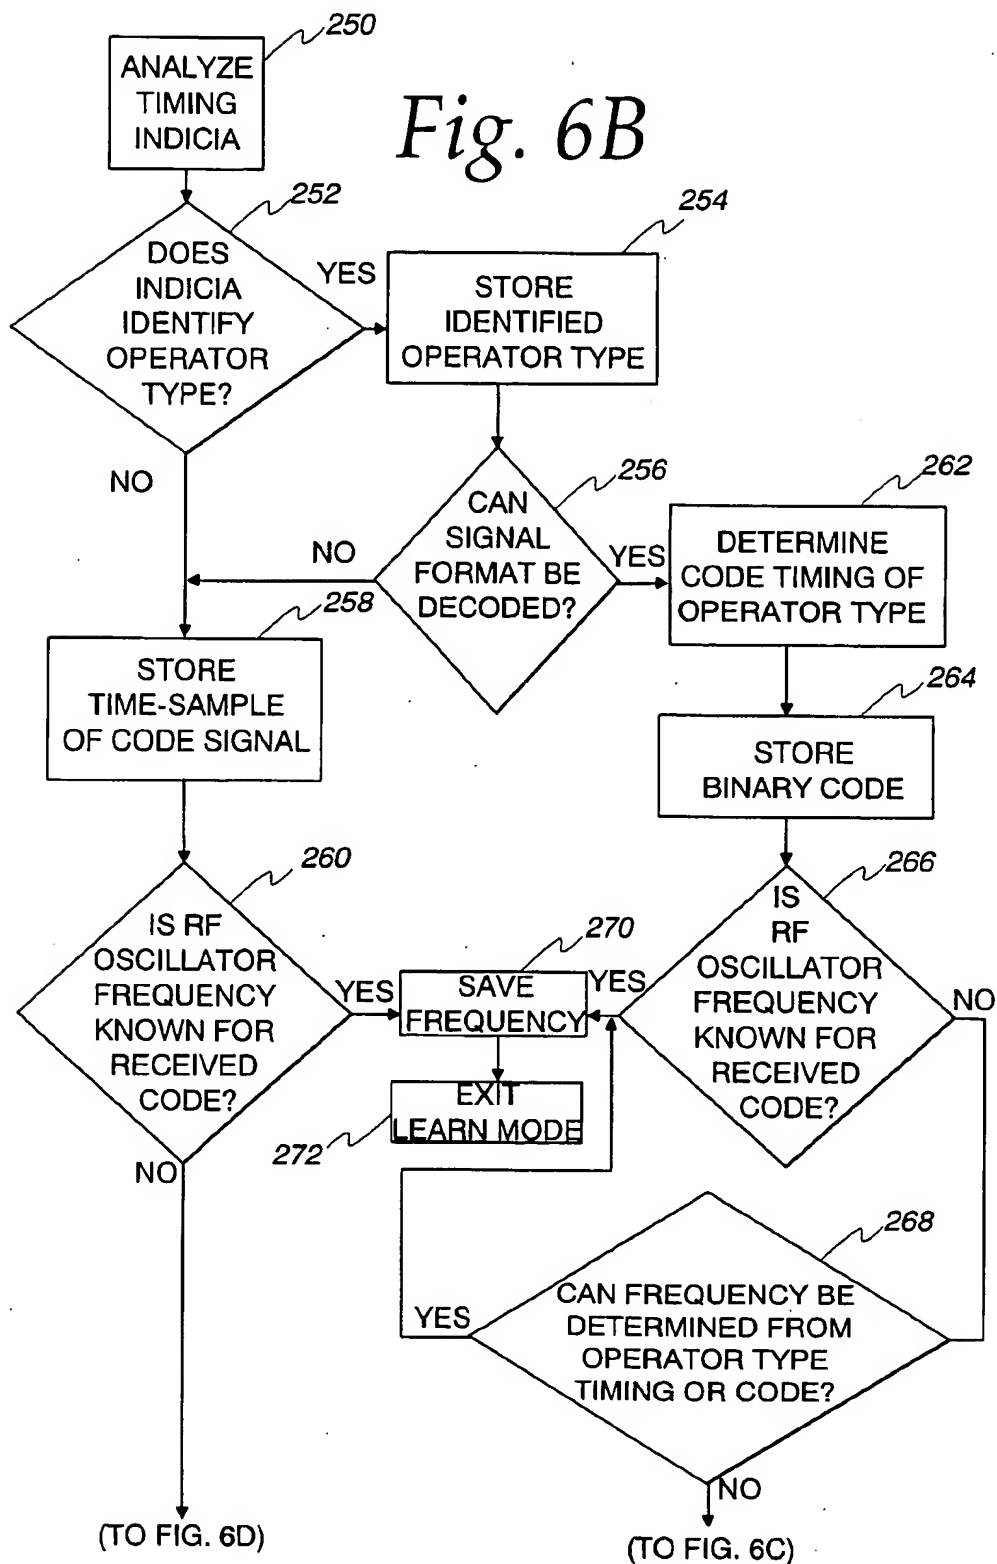 250
ANALYZE
TIMING
INDICIA
Fig. 6B
252
DOES
INDICIA
IDENTIFY
OPERATOR
TYPE?
YES
254
STORE
IDENTIFIED
OPERATOR TYPE
NO
256
CAN
SIGNAL
FORMAT BE
DECODED?
NO
YES
262
DETERMINE
CODE TIMING OF
OPERATOR TYPE
258
STORE
TIME-SAMPLE
OF CODE SIGNAL
264
STORE
BINARY CODE
260
IS RF
OSCILLATOR
FREQUENCY
KNOWN FOR
RECEIVED
CODE?
YES
NO
270
SAVE
FREQUENCY
EXIT
LEARN MODE
272
266
IS
RF
OSCILLATOR
FREQUENCY
KNOWN FOR
RECEIVED
CODE?
YES
NO
268
CAN FREQUENCY BE
DETERMINED FROM
OPERATOR TYPE
TIMING OR CODE?
YES
NO
(TO FIG. 6D)
(TO FIG. 6C)